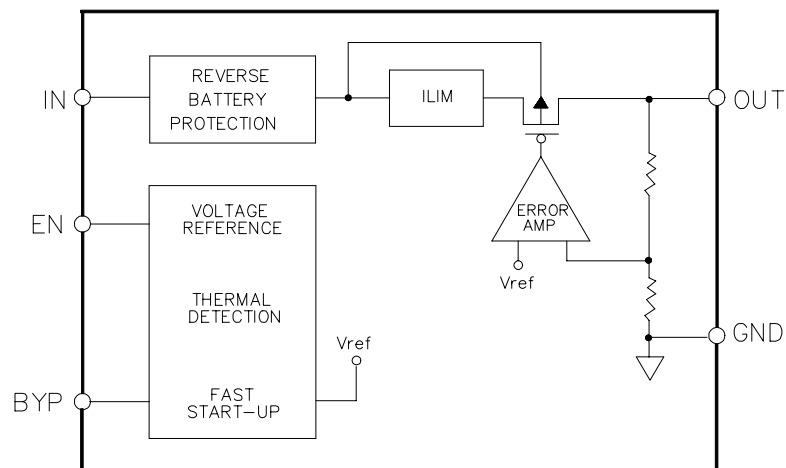 REVERSE
BATTERY
PROTECTION
IN
ILIM
OUT
VOLTAGE
REFERENCE
EN
ERROR
AMP
Vref
THERMAL
DETECTION
GND
Vref
FAST
START-UP
BYP